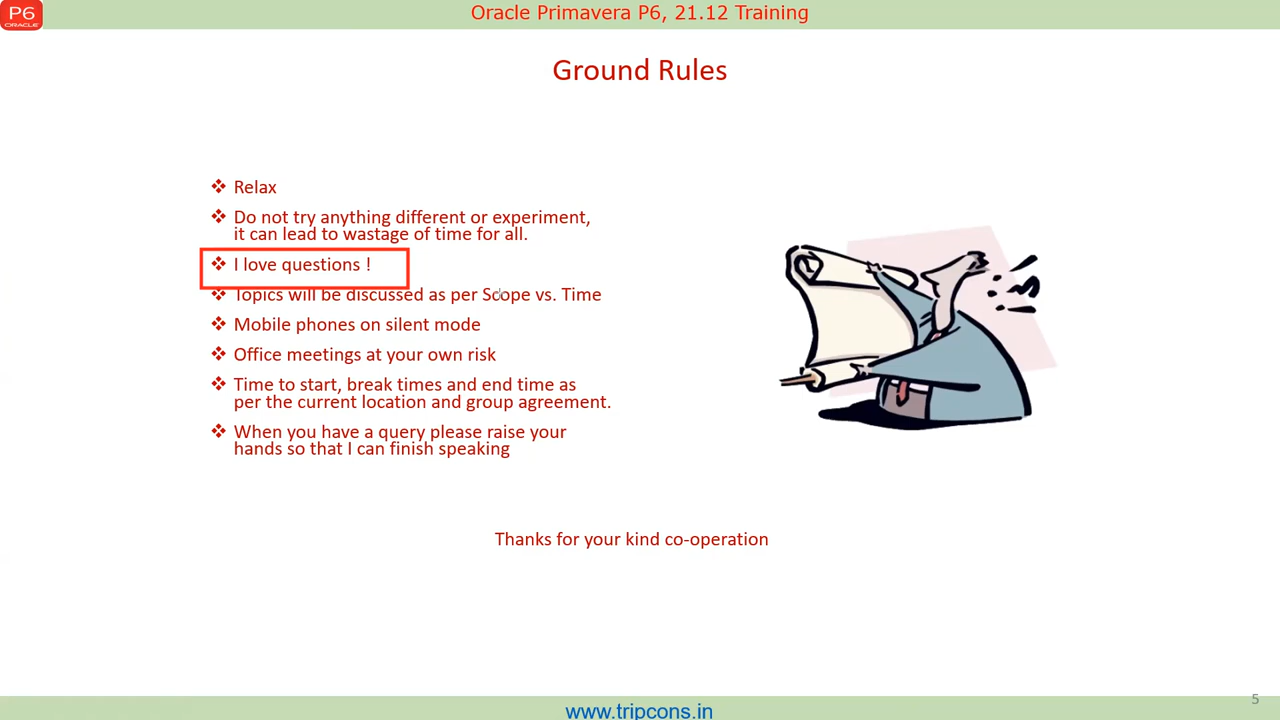 P6
ORACLE
Oracle Primavera P6, 21.12 Training
Ground Rules
❖ Relax
❖ Do not try anything different or experiment,
it can lead to wastage of time for all.
❖ I love questions !
❖ Topics will be discussed as per Scope vs. Time
❖ Mobile phones on silent mode
❖ Office meetings at your own risk
❖ Time to start, break times and end time as
per the current location and group agreement.
❖ When you have a query please raise your
hands so that I can finish speaking
Thanks for your kind co-operation
5
www.tripcons.in